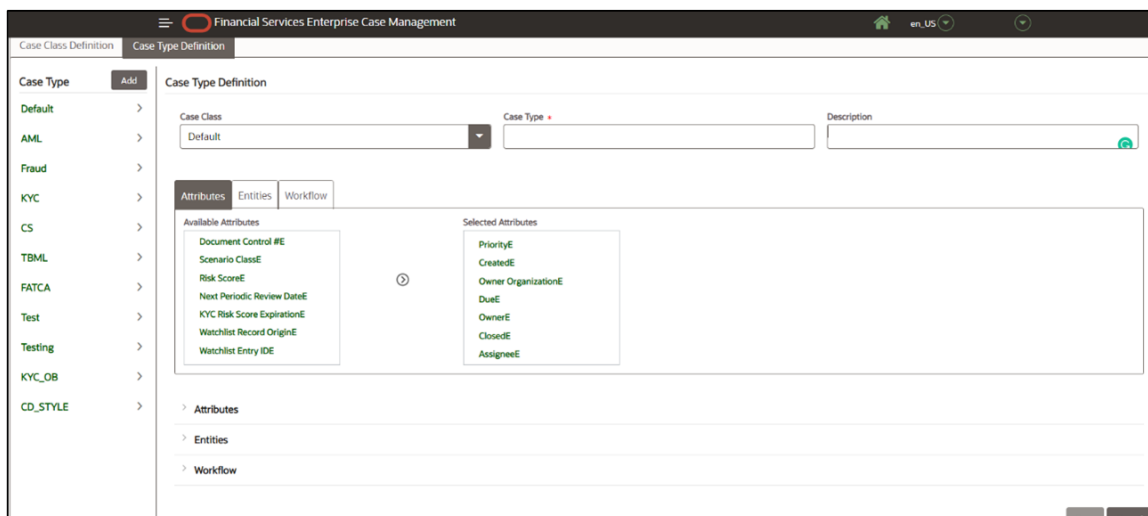 Financial Services Enterprise Case Management
en_US
Case Class Definition
Case Type Definition
Case Type
Add
Default
AML
Fraud
KYC
CS
TBML
FATCA
Test
Testing
KYC_OB
CD_STYLE
Case Type Definition
Case Class
Case Type *
Description
Default
Attributes
Entities
Workflow
Available Attributes
Document Control #E
Scenario ClassE
Risk ScoreE
Next Periodic Review DateE
KYC Risk Score ExpirationE
Watchlist Record OriginE
Watchlist Entry IDE
Selected Attributes
PriorityE
CreatedE
Owner OrganizationE
DueE
OwnerE
ClosedE
AssigneeE
Attributes
Entities
Workflow